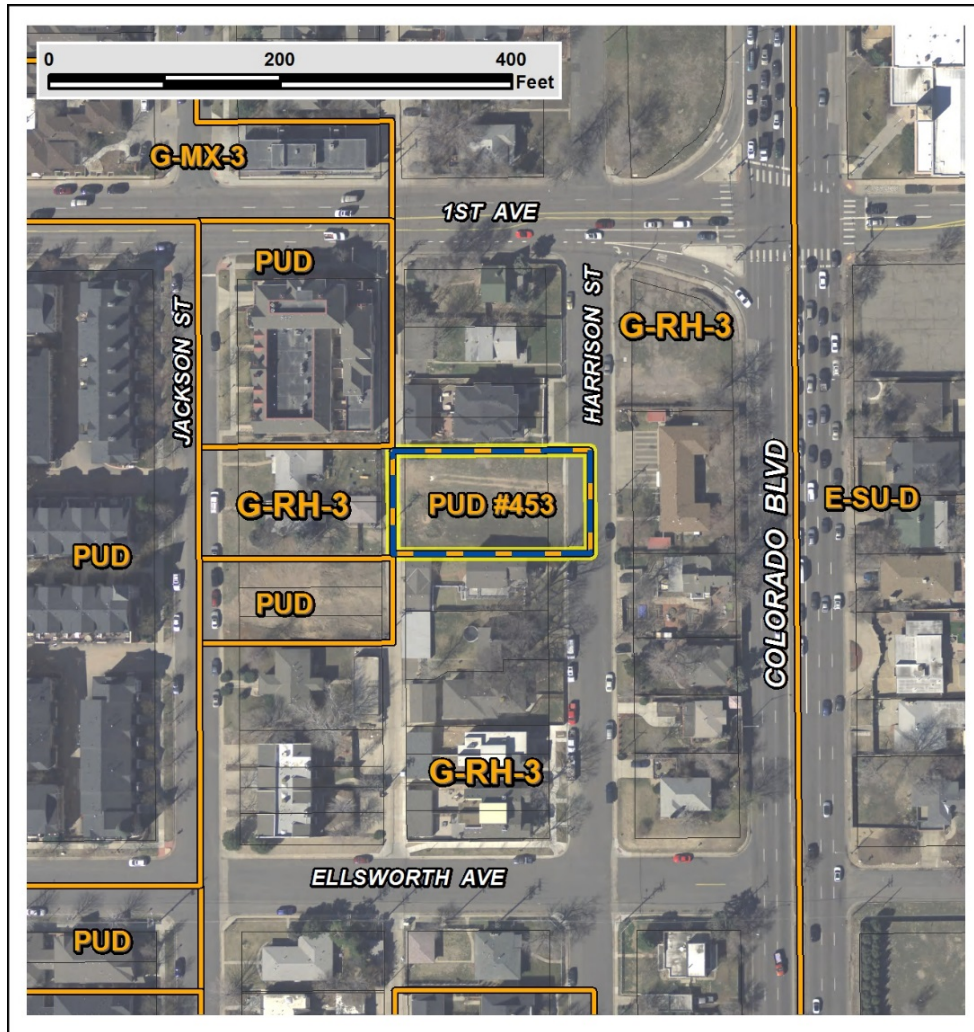 0 200 400
Feet
G-MX-3
1ST AVE
PUD
JACKSON ST
HARRISON ST
G-RH-3
COLORADO BLVD
G-RH-3
PUD #453
E-SU-D
PUD
PUD
G-RH-3
ELLSWORTH AVE
PUD